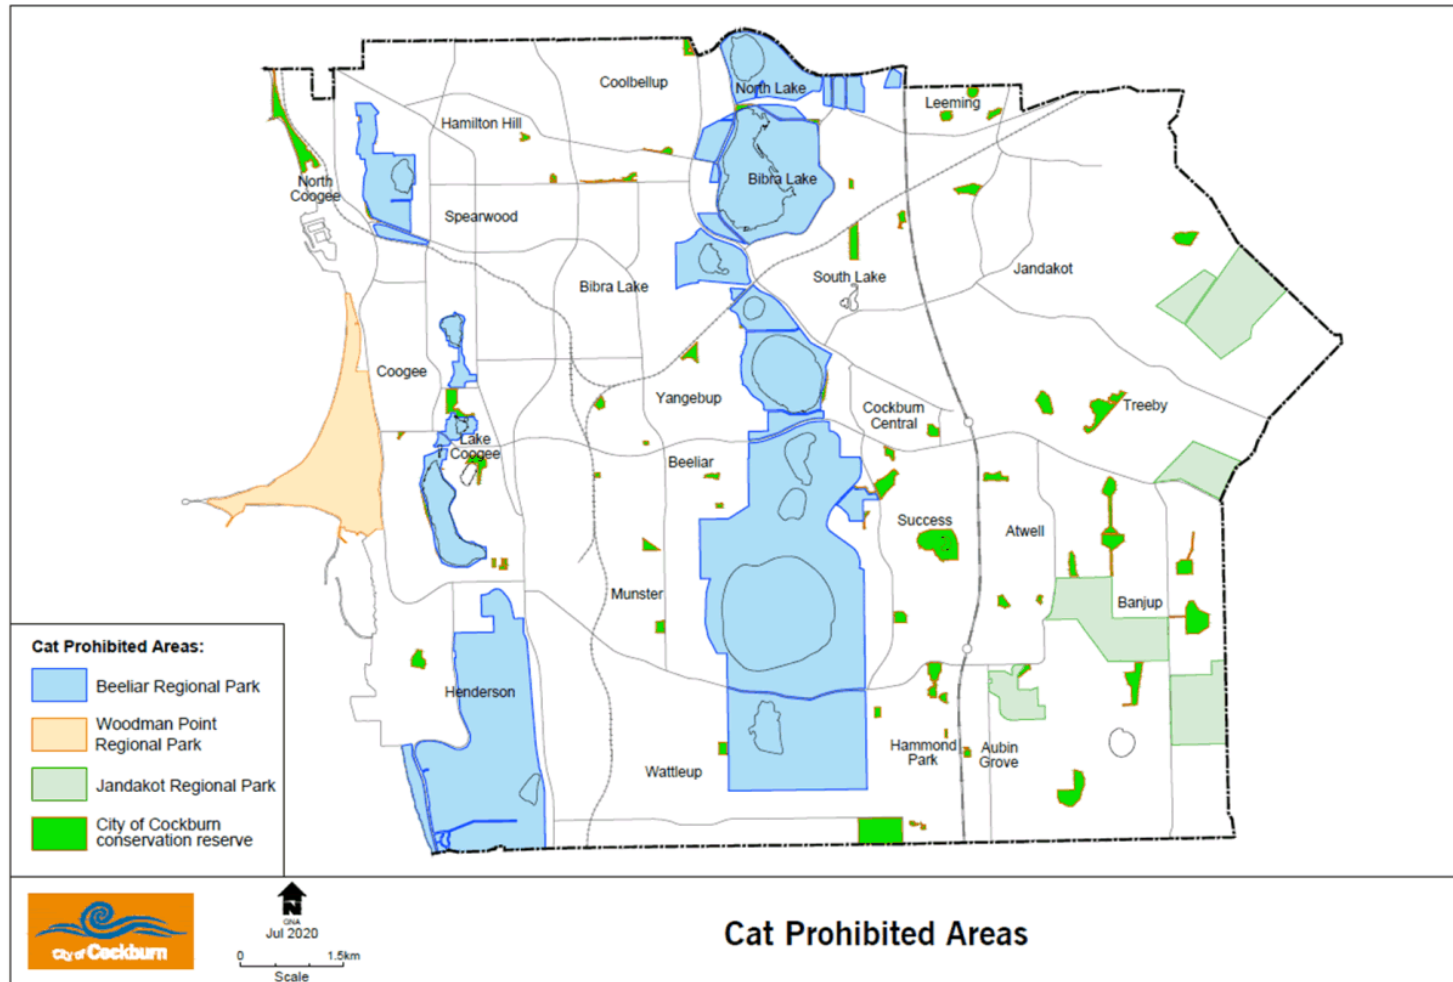 Coolbellup
North Lake
Leeming
Hamilton Hill
North
Coogee
Bibra Lake
Spearwood
Bibra Lake
South Lake
Jandakot
Coogee
Yangebup
Cockburn
Central
Treeby
Lake
Coogee
Beeliar
Success
Atwell
Munster
Banjup
Henderson
Hammond
Park
Aubin
Grove
Wattleup
Cat Prohibited Areas:
Beeliar Regional Park
Woodman Point
Regional Park
Jandakot Regional Park
City of Cockburn
conservation reserve
City of Cockburn
N
GNA
Jul 2020
0 1.5km
Scale
Cat Prohibited Areas